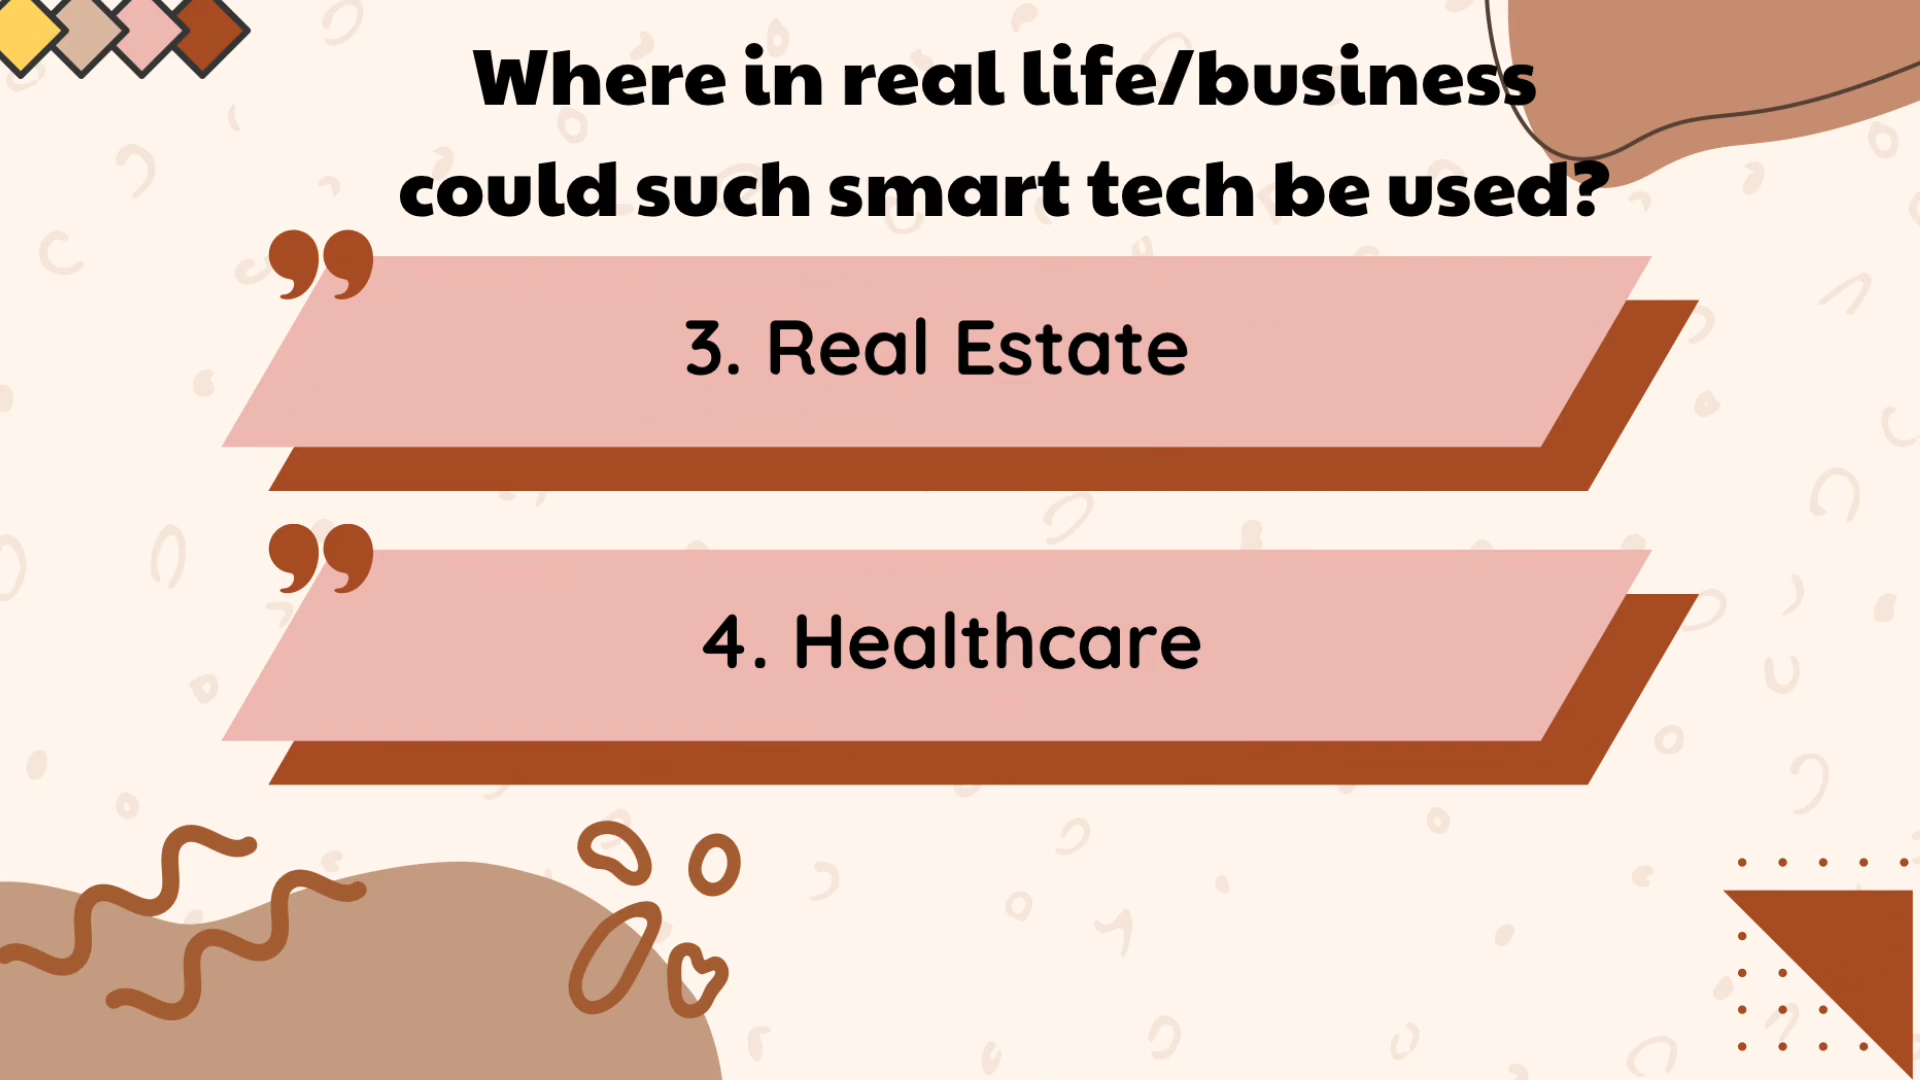 Where in real life/business
could such smart tech be used?
3. Real Estate
4. Healthcare